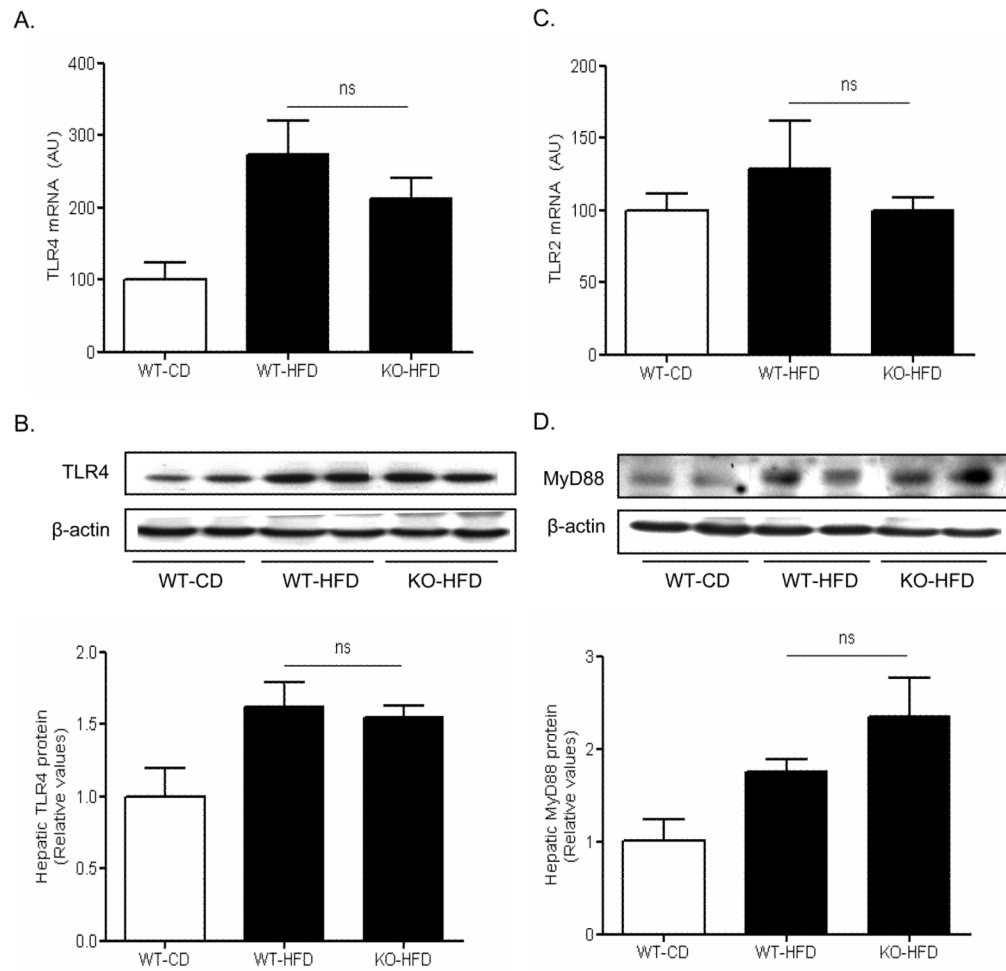 A.
TLR4 mRNA (AU)
400
300
200
100
0
ns
WT-CD WT-HFD KO-HFD
C.
TLR2 mRNA (AU)
200
150
100
50
0
ns
WT-CD WT-HFD KO-HFD
B.
TLR4
β-actin
WT-CD WT-HFD KO-HFD
Hepatic TLR4 protein
(Relative values)
2.0
1.5
1.0
0.5
0.0
ns
WT-CD WT-HFD KO-HFD
D.
MyD88
β-actin
WT-CD WT-HFD KO-HFD
Hepatic MyD88 protein
(Relative values)
3
2
1
0
ns
WT-CD WT-HFD KO-HFD